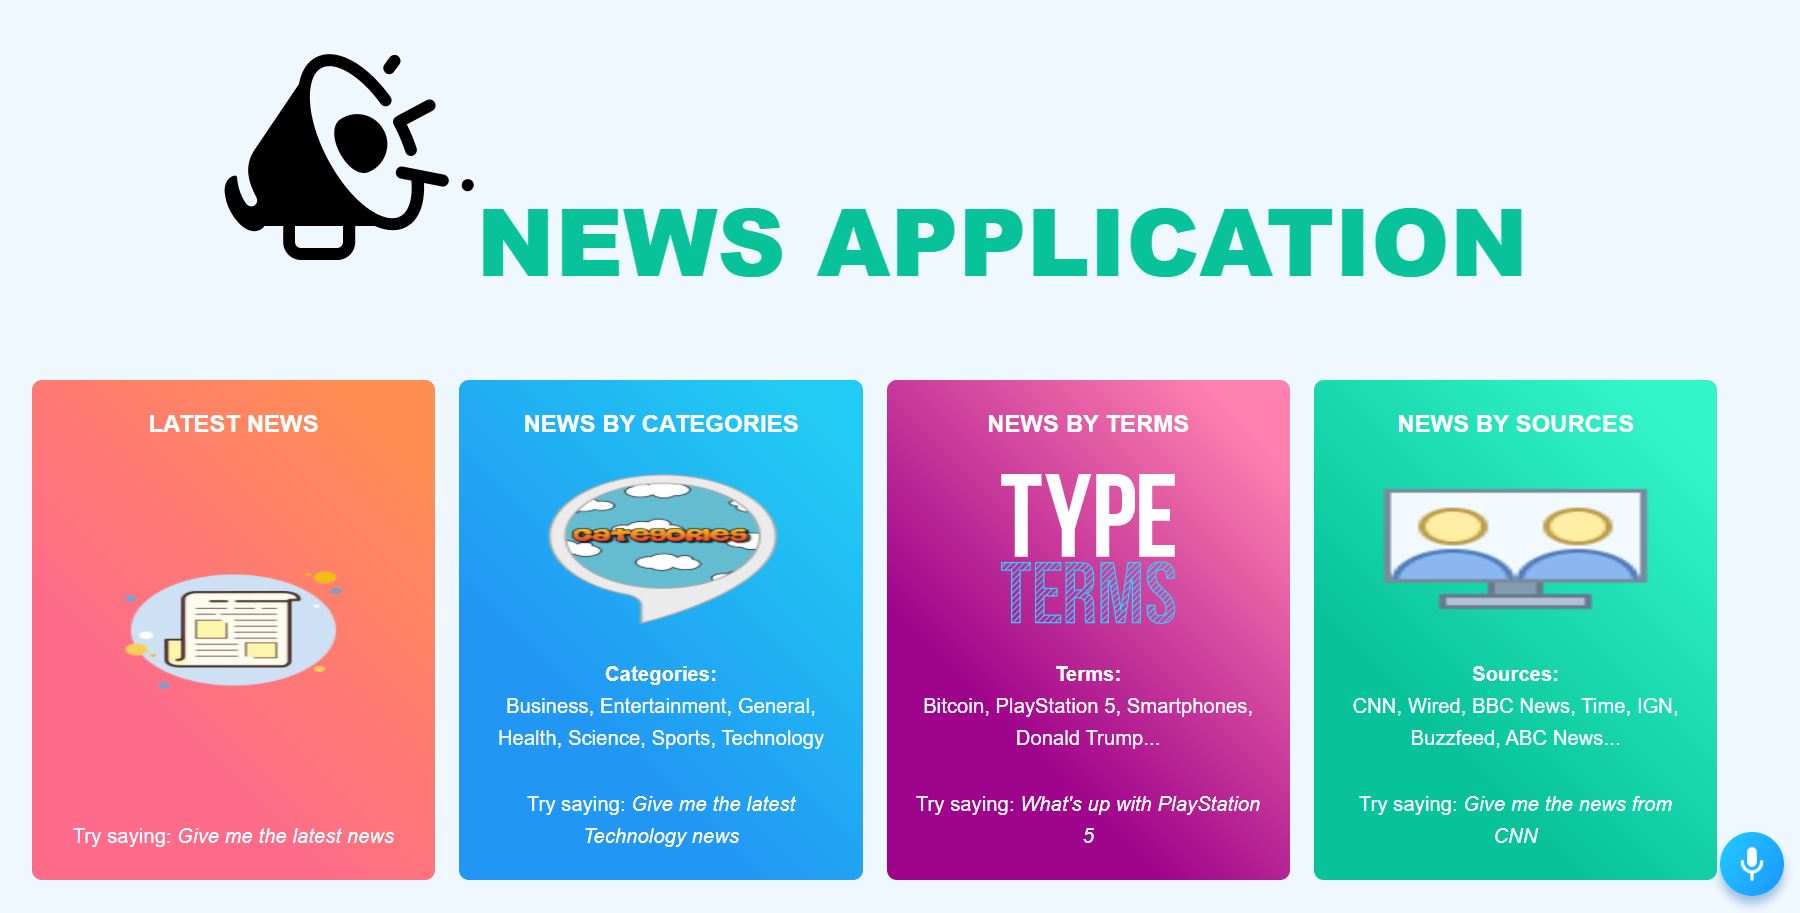 NEWS APPLICATION
LATEST NEWS
Try saying: Give me the latest news
NEWS BY CATEGORIES
CATEGORIES
Categories:
Business, Entertainment, General,
Health, Science, Sports, Technology
Try saying: Give me the latest
Technology news
NEWS BY TERMS
TYPE
TERMS
Terms:
Bitcoin, PlayStation 5, Smartphones,
Donald Trump...
Try saying: What's up with PlayStation
5
NEWS BY SOURCES
Sources:
CNN, Wired, BBC News, Time, IGN,
Buzzfeed, ABC News...
Try saying: Give me the news from
CNN